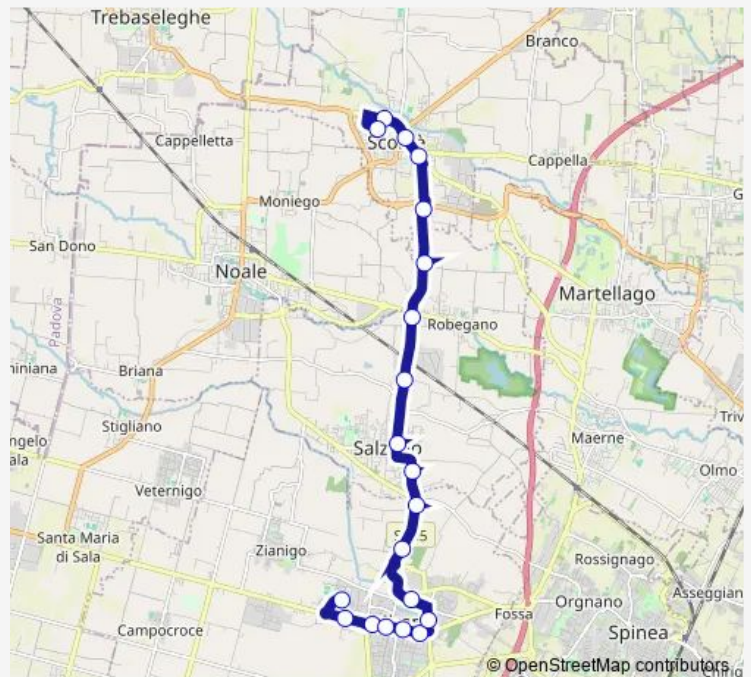 Trebaseleghe
Branco
Cappelletta
Cappella
Moniego
San Dono
Noale
Martellago
Padova
Robegano
Briana
Stigliano
Maerne
Olmo
Veternigo
Santa Maria
di Sala
Zianigo
Rossignago
Orgnano
Fossa
Campocroce
Spinea
© OpenStreetMap contributors